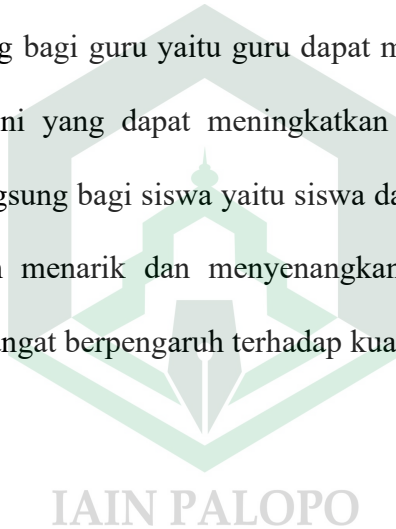 g bagi guru yaitu guru dapat m
ni yang dapat meningkatkan
gsung bagi siswa yaitu siswa da
menarik dan menyenangkan
ngat berpengaruh terhadap kua
IAIN PALOPO